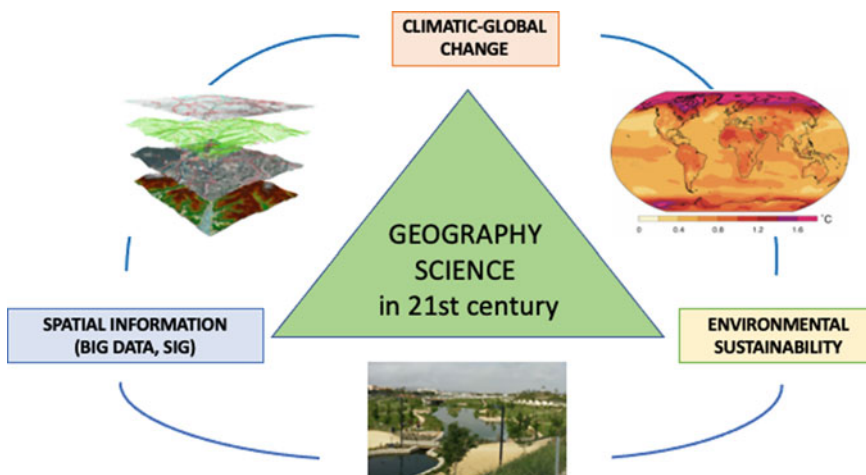 CLIMATIC-GLOBAL
CHANGE
GEOGRAPHY
SCIENCE
in 21st century
°C
0 0.4 0.8 1.2 1.6
SPATIAL INFORMATION
(BIG DATA, SIG)
ENVIRONMENTAL
SUSTAINABILITY